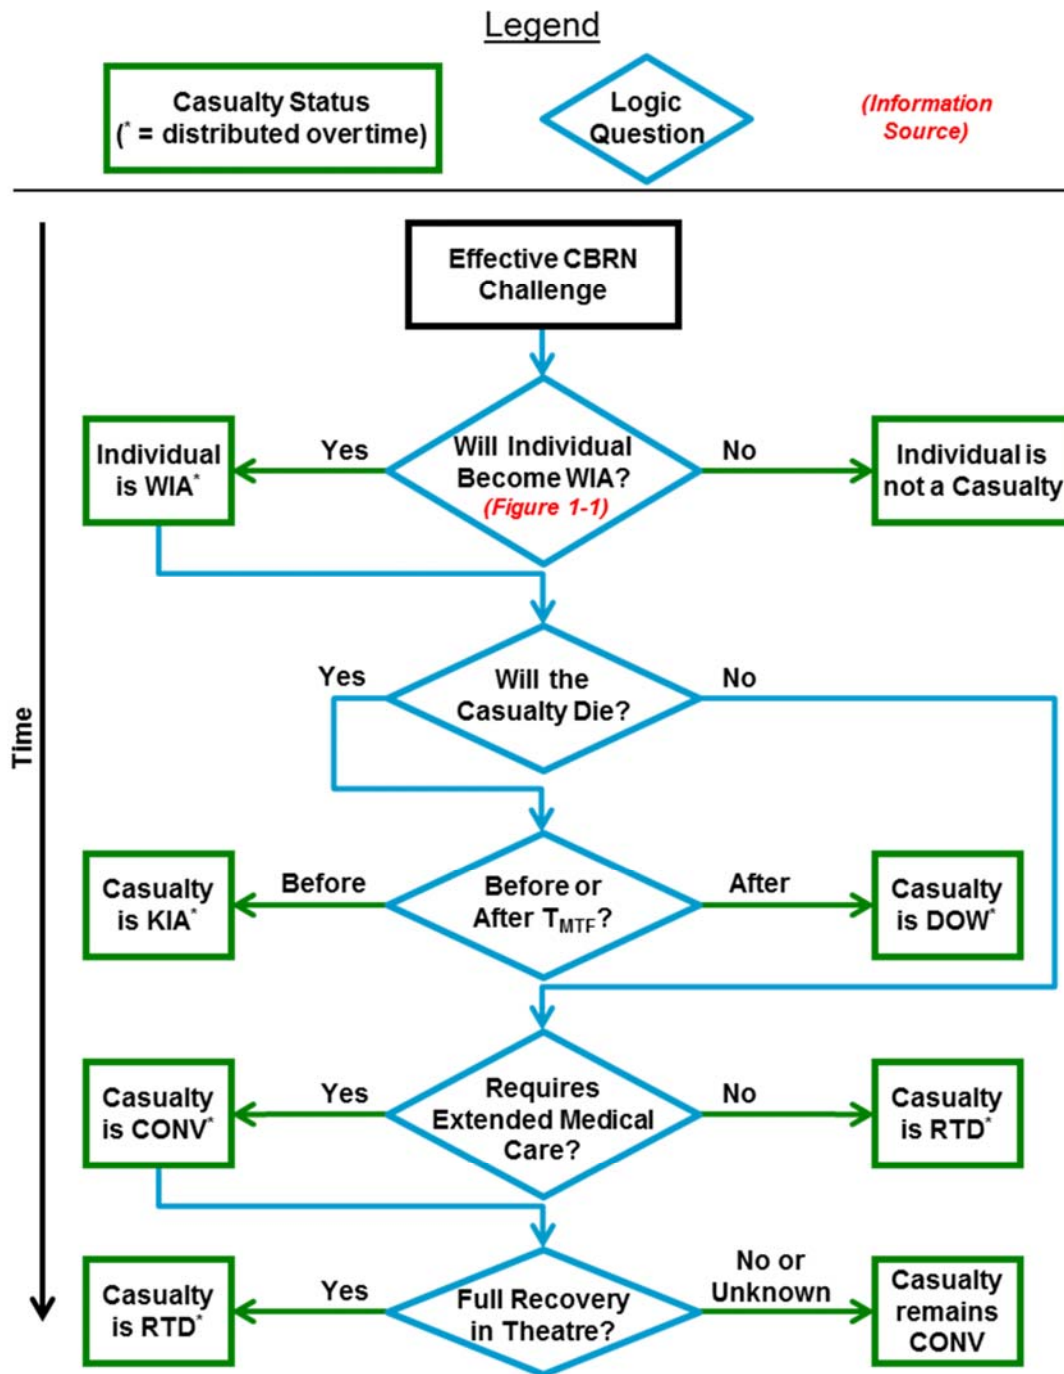 Legend
Casualty Status
(* = distributed overtime)
Logic
Question
(Information
Source)
Time
Effective CBRN
Challenge
Will Individual
Become WIA?
(Figure 1-1)
Yes
Individual
is WIA*
No
Individual is
not a Casualty
Will the
Casualty Die?
Yes
No
Before or
After TMTF?
Before
Casualty
is KIA*
After
Casualty
is DOW*
Requires
Extended Medical
Care?
Yes
Casualty
is CONV*
No
Casualty
is RTD*
Full Recovery
in Theatre?
Yes
Casualty
is RTD*
No or
Unknown
Casualty
remains
CONV